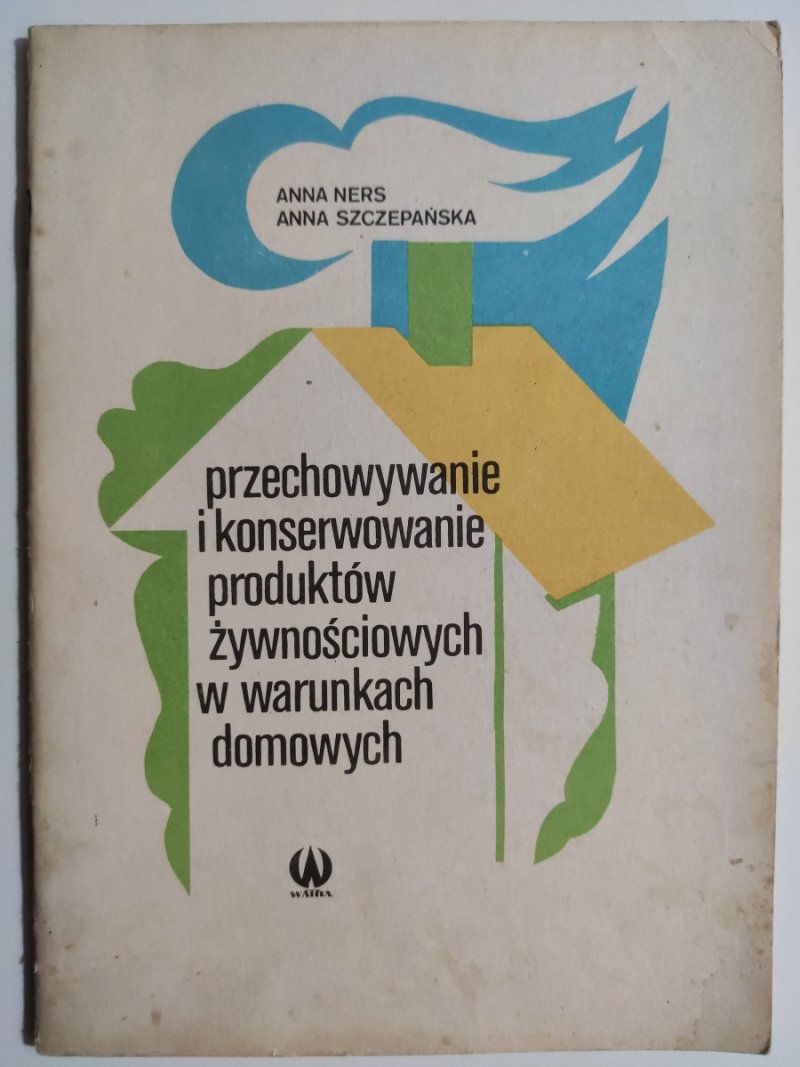 ANNA NERS
ANNA SZCZEPAŃSKA
przechowywanie
i konserwowanie
produktów
żywnościowych
w warunkach
domowych
WATRA